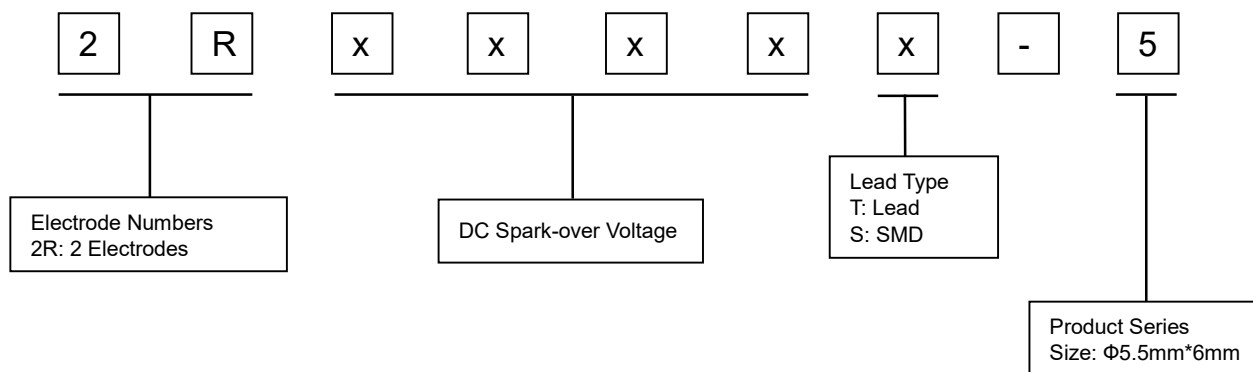 2 R x x x x x - 5
Electrode Numbers
2R: 2 Electrodes
DC Spark-over Voltage
Lead Type
T: Lead
S: SMD
Product Series
Size: Φ5.5mm*6mm